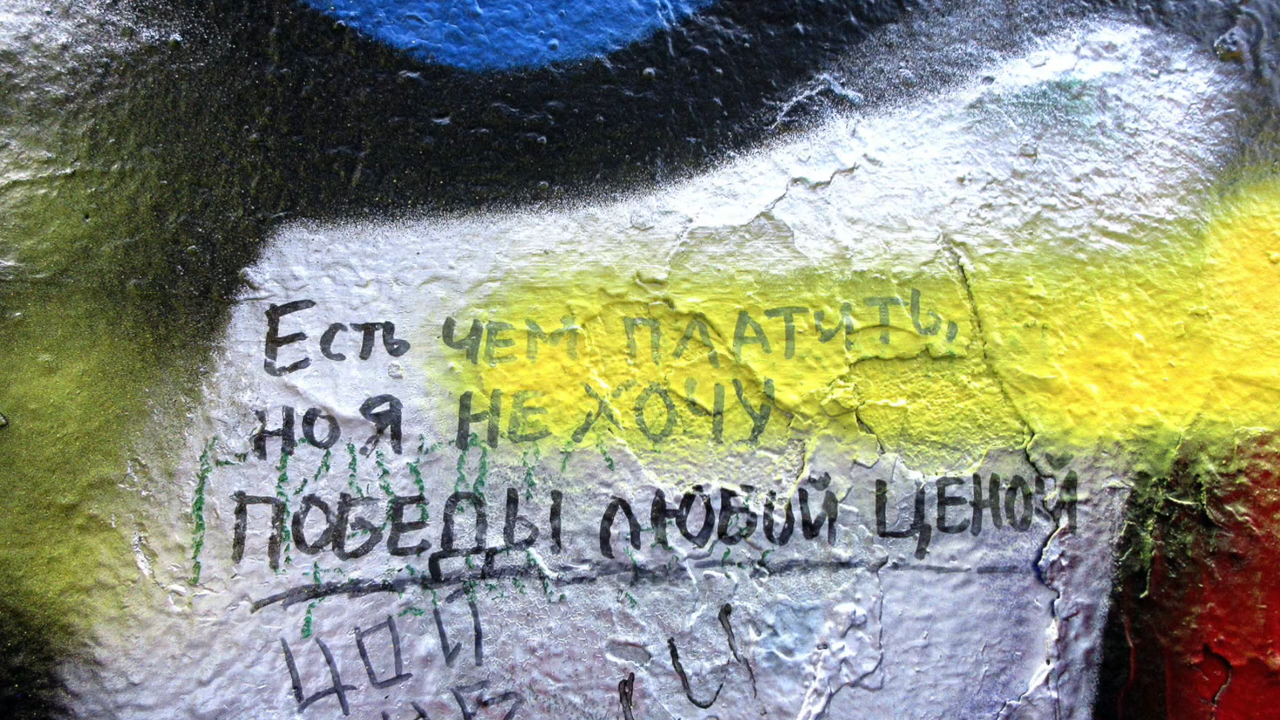 Есть чем платить,
но я не хочу
победы любой ценой
Цой